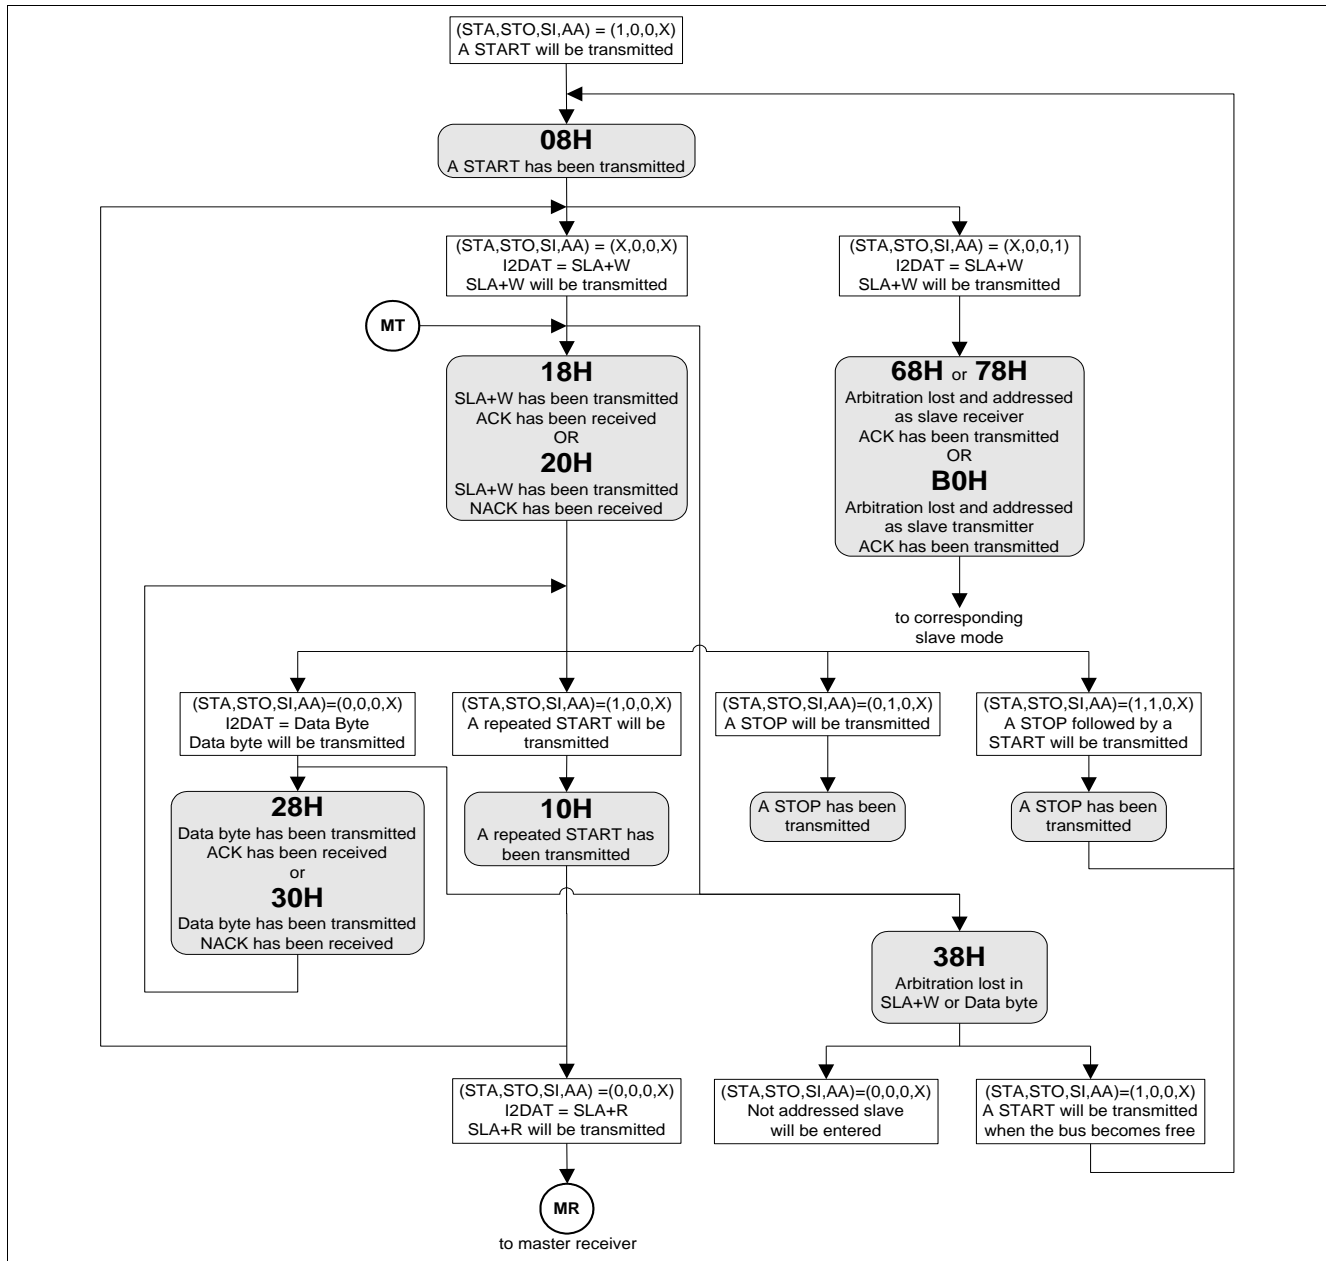 (STA,STO,SI,AA) = (1,0,0,X)
A START will be transmitted
08H
A START has been transmitted
(STA,STO,SI,AA) = (X,0,0,X)
I2DAT = SLA+W
SLA+W will be transmitted
(STA,STO,SI,AA) = (X,0,0,1)
I2DAT = SLA+W
SLA+W will be transmitted
MT
18H
SLA+W has been transmitted
ACK has been received
OR
20H
SLA+W has been transmitted
NACK has been received
68H or 78H
Arbitration lost and addressed
as slave receiver
ACK has been transmitted
OR
B0H
Arbitration lost and addressed
as slave transmitter
ACK has been transmitted
to corresponding
slave mode
(STA,STO,SI,AA)=(0,0,0,X)
I2DAT = Data Byte
Data byte will be transmitted
(STA,STO,SI,AA)=(1,0,0,X)
A repeated START will be
transmitted
(STA,STO,SI,AA)=(0,1,0,X)
A STOP will be transmitted
(STA,STO,SI,AA)=(1,1,0,X)
A STOP followed by a
START will be transmitted
28H
Data byte has been transmitted
ACK has been received
or
30H
Data byte has been transmitted
NACK has been received
10H
A repeated START has
been transmitted
A STOP has been
transmitted
A STOP has been
transmitted
38H
Arbitration lost in
SLA+W or Data byte
(STA,STO,SI,AA) =(0,0,0,X)
I2DAT = SLA+R
SLA+R will be transmitted
(STA,STO,SI,AA)=(0,0,0,X)
Not addressed slave
will be entered
(STA,STO,SI,AA)=(1,0,0,X)
A START will be transmitted
when the bus becomes free
MR
to master receiver